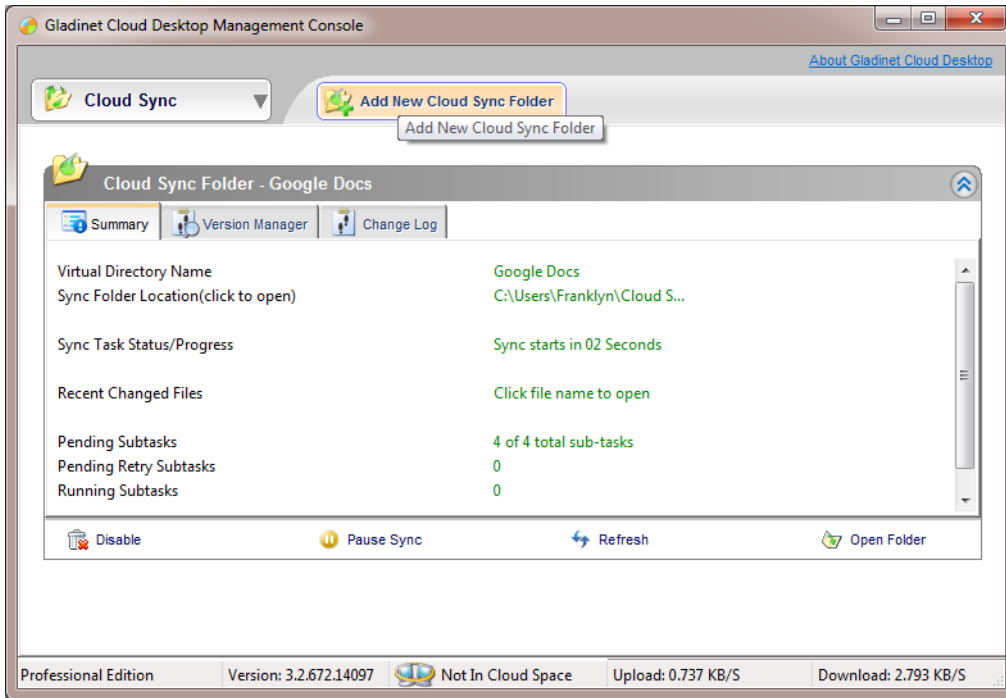 Gladinet Cloud Desktop Management Console
About Gladinet Cloud Desktop
Cloud Sync
Add New Cloud Sync Folder
Add New Cloud Sync Folder
Cloud Sync Folder - Google Docs
Summary Version Manager Change Log
Virtual Directory Name Google Docs
Sync Folder Location(click to open) C:\Users\Franklyn\Cloud S...
Sync Task Status/Progress Sync starts in 02 Seconds
Recent Changed Files Click file name to open
Pending Subtasks 4 of 4 total sub-tasks
Pending Retry Subtasks 0
Running Subtasks 0
Disable Pause Sync Refresh Open Folder
Professional Edition Version: 3.2.672.14097 Not In Cloud Space Upload: 0.737 KB/S Download: 2.793 KB/S